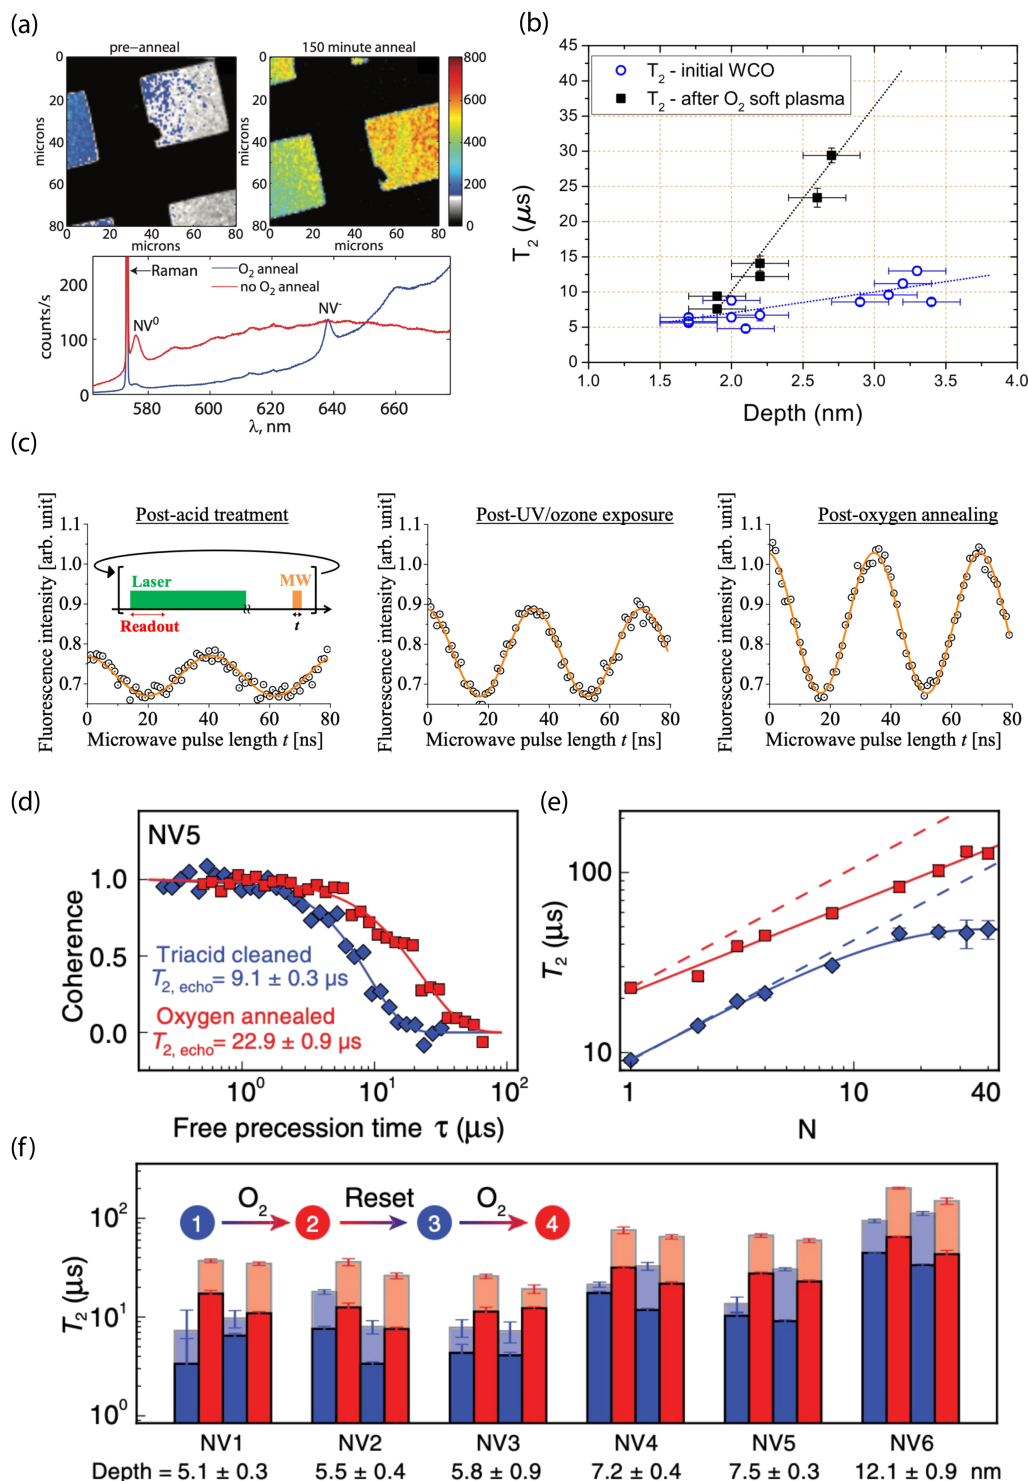 (a)
pre−anneal
150 minute anneal
0
20
40
60
80
microns
0 20 40 60 80
microns
0
20
40
60
80
microns
0 20 40 60 80
microns
800
600
400
200
0
counts/s
200
100
0
Raman
O₂ anneal
no O₂ anneal
NV⁰
NV⁻
580 600 620 640 660
λ, nm
(b)
45
40
35
30
25
20
15
10
5
0
T₂ (μs)
T₂ - initial WCO
T₂ - after O₂ soft plasma
1.0 1.5 2.0 2.5 3.0 3.5 4.0
Depth (nm)
(c)
Fluorescence intensity [arb. unit]
1.1
1.0
0.9
0.8
0.7
Post-acid treatment
Laser
MW
Readout
t
0 20 40 60 80
Microwave pulse length t [ns]
Fluorescence intensity [arb. unit]
1.1
1.0
0.9
0.8
0.7
Post-UV/ozone exposure
0 20 40 60 80
Microwave pulse length t [ns]
Fluorescence intensity [arb. unit]
1.1
1.0
0.9
0.8
0.7
Post-oxygen annealing
0 20 40 60 80
Microwave pulse length t [ns]
(d)
NV5
Coherence
1.0
0.5
0.0
Triacid cleaned
T₂, echo= 9.1 ± 0.3 μs
Oxygen annealed
T₂, echo= 22.9 ± 0.9 μs
10⁰ 10¹ 10²
Free precession time τ (μs)
(e)
T₂ (μs)
100
10
1 10 40
N
(f)
T₂ (μs)
10²
10¹
10⁰
1 O₂ 2 Reset 3 O₂ 4
NV1 NV2 NV3 NV4 NV5 NV6
Depth = 5.1 ± 0.3 5.5 ± 0.4 5.8 ± 0.9 7.2 ± 0.4 7.5 ± 0.3 12.1 ± 0.9 nm